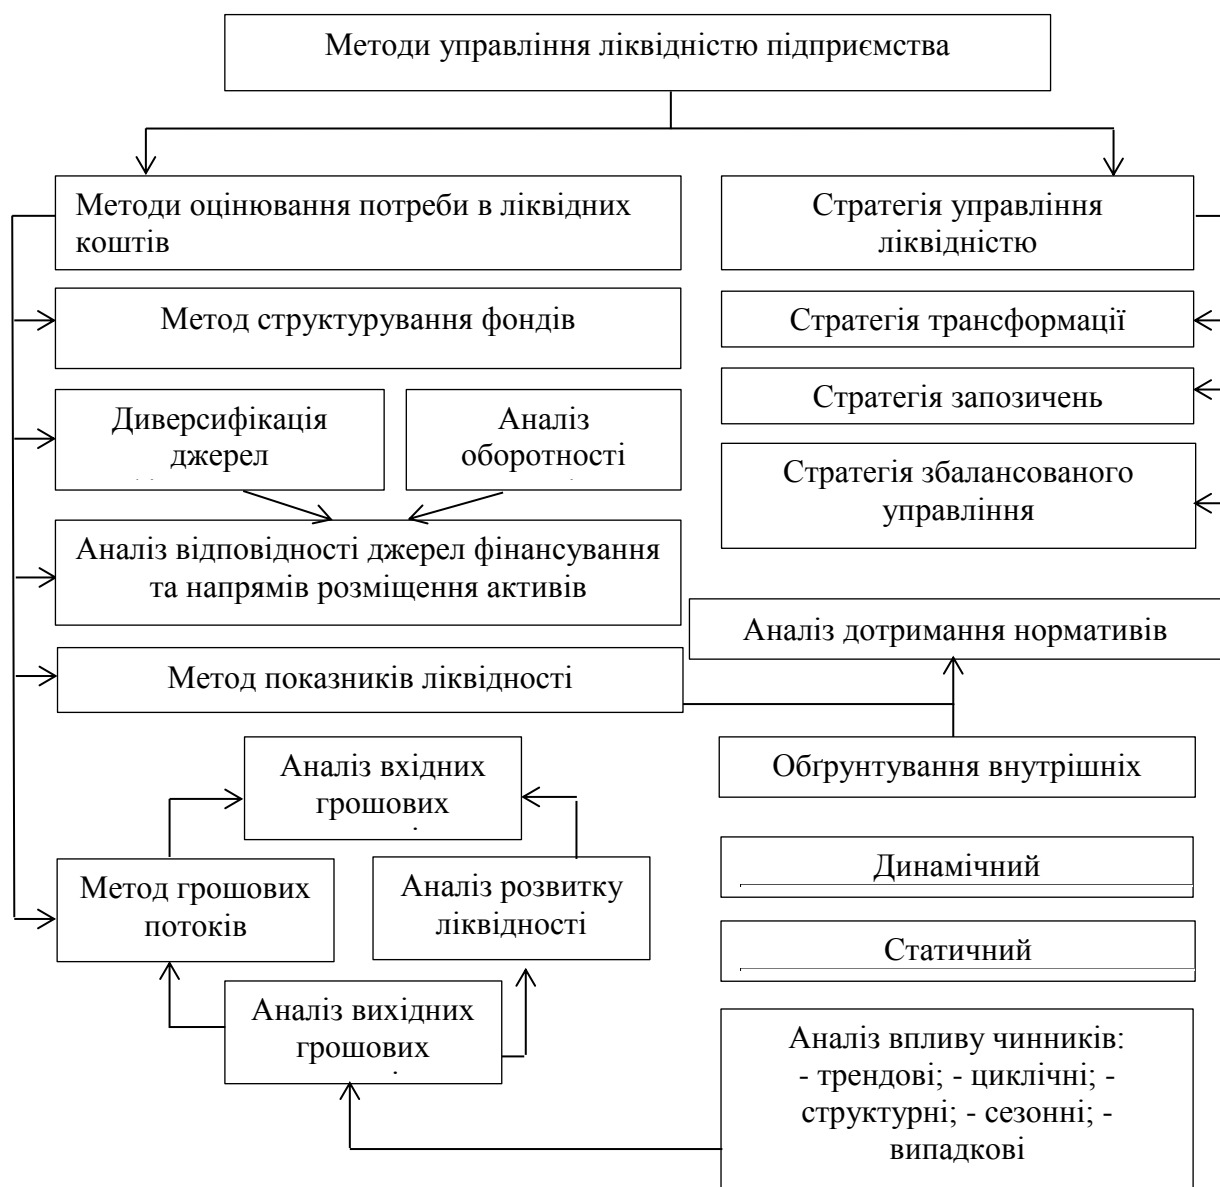 Методи управління ліквідністю підприємства
Методи оцінювання потреби в ліквідних
коштів
Стратегія управління
ліквідністю
Метод структурування фондів
Стратегія трансформації
Диверсифікація
джерел
Аналіз
оборотності
Стратегія запозичень
Стратегія збалансованого
управління
Аналіз відповідності джерел фінансування
та напрямів розміщення активів
Аналіз дотримання нормативів
Метод показників ліквідності
Аналіз вхідних
грошових
Обґрунтування внутрішніх
Динамічний
Метод грошових
потоків
Аналіз розвитку
ліквідності
Статичний
Аналіз вихідних
грошових
Аналіз впливу чинників:
- трендові; - циклічні; -
структурні; - сезонні; -
випадкові